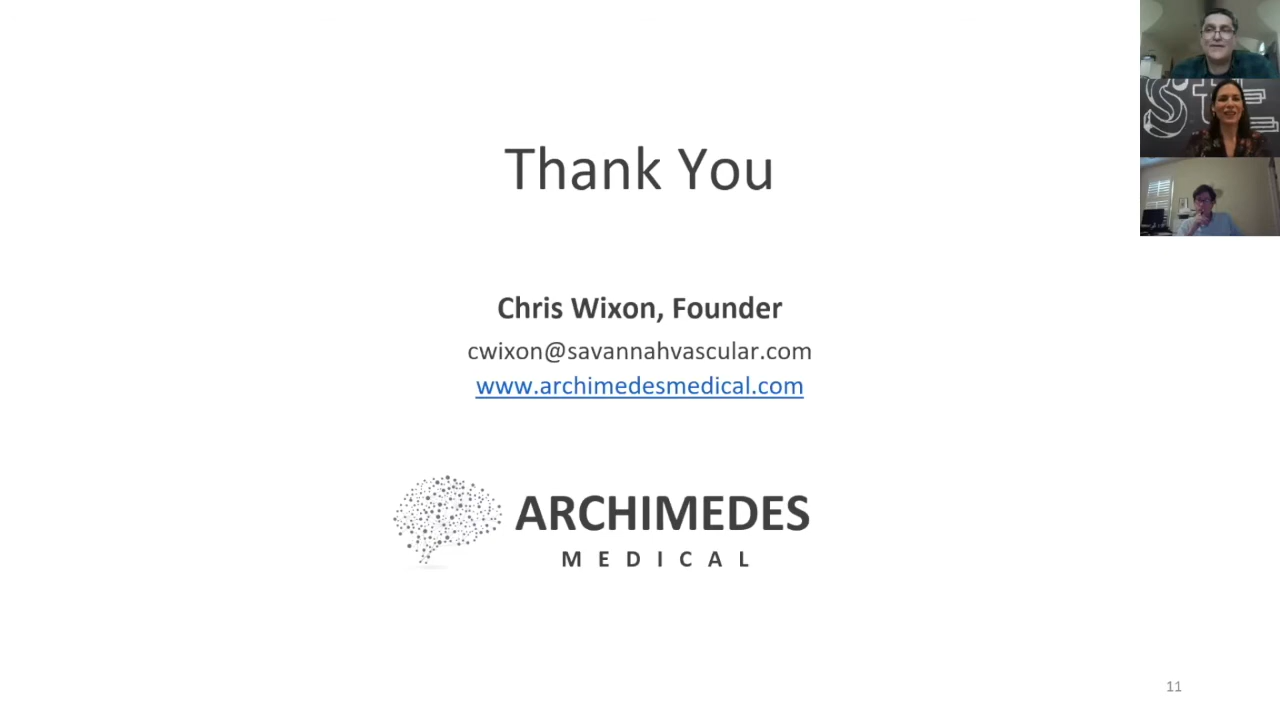 Thank You
Chris Wixon, Founder
cwixon@savannahvascular.com
www.archimedesmedical.com
ARCHIMEDES
MEDICAL
11